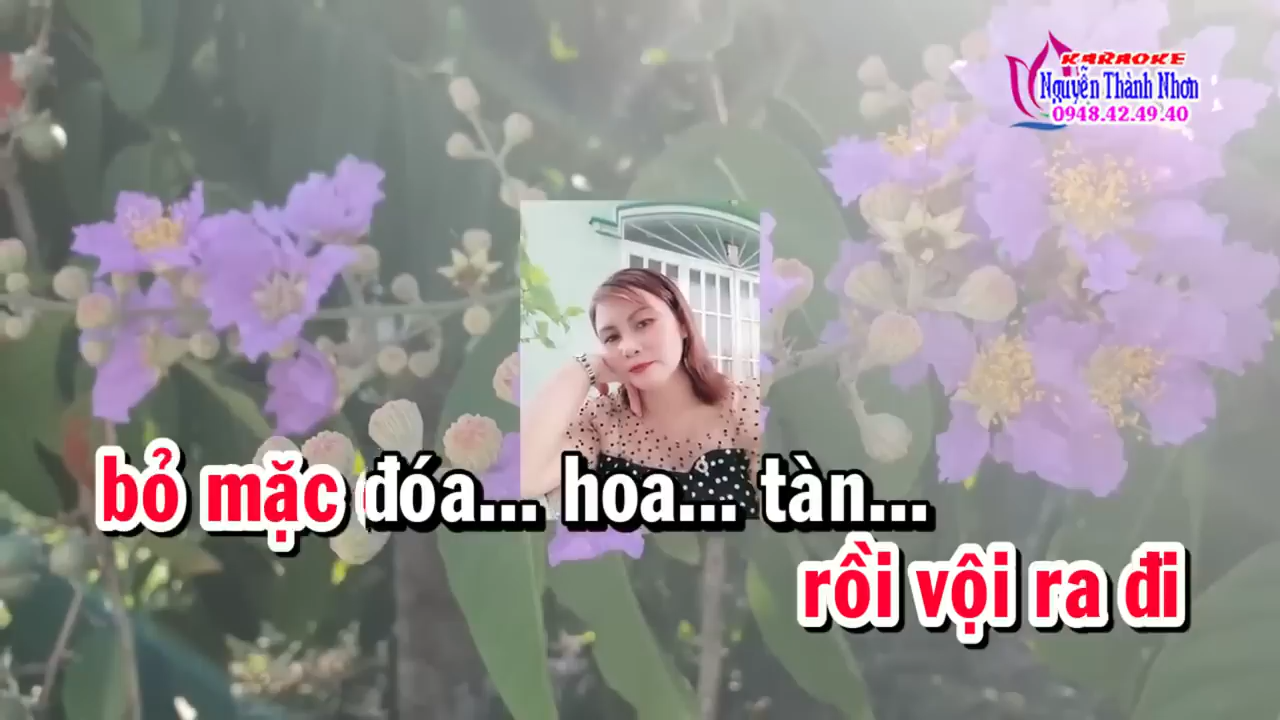 KARAOKE
Nguyễn Thành Nhơn
0948.42.49.40
bỏ mặc đóa... hoa... tàn...
rồi vội ra đi